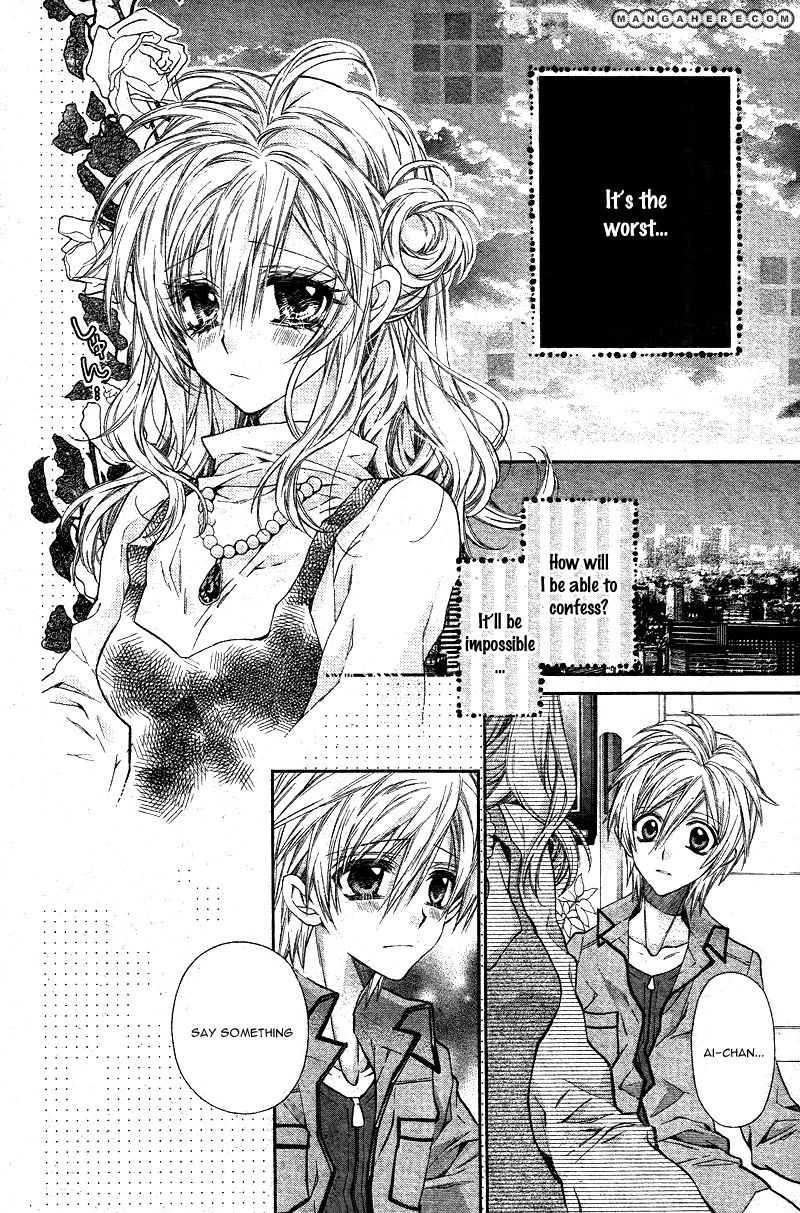 MANGAHERE.COM
It's the
worst...
しゅん…
How will
I be able to
confess?
It'll be
impossible
...
AI-CHAN...
SAY SOMETHING